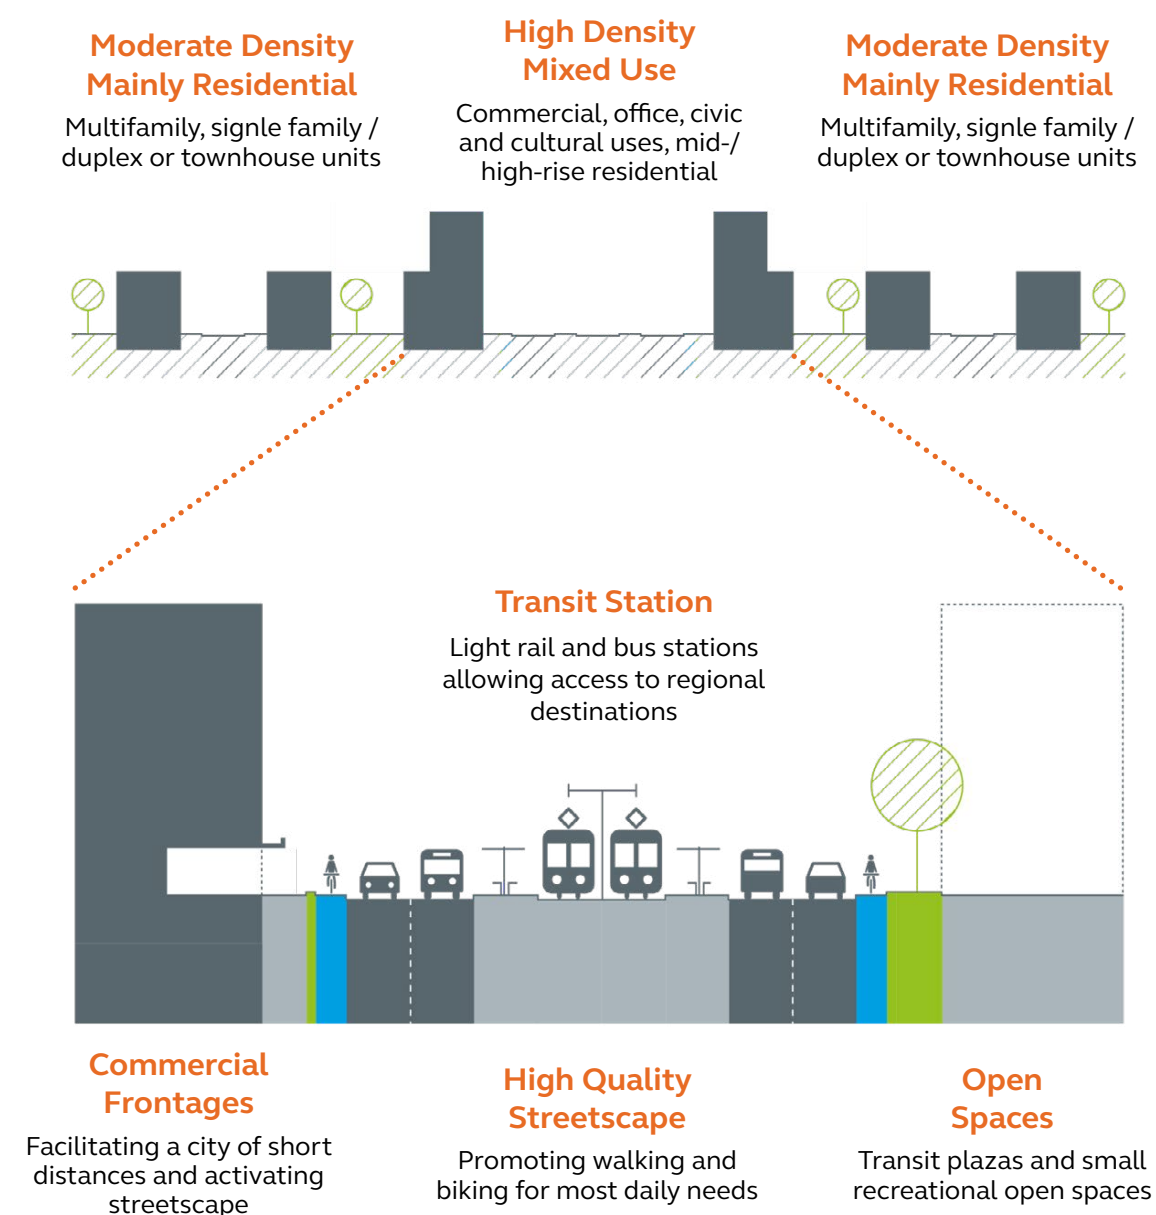 Moderate Density
Mainly Residential
Multifamily, signle family /
duplex or townhouse units
High Density
Mixed Use
Commercial, office, civic
and cultural uses, mid-/
high-rise residential
Moderate Density
Mainly Residential
Multifamily, signle family /
duplex or townhouse units
Transit Station
Light rail and bus stations
allowing access to regional
destinations
Commercial
Frontages
Facilitating a city of short
distances and activating
streetscape
High Quality
Streetscape
Promoting walking and
biking for most daily needs
Open
Spaces
Transit plazas and small
recreational open spaces